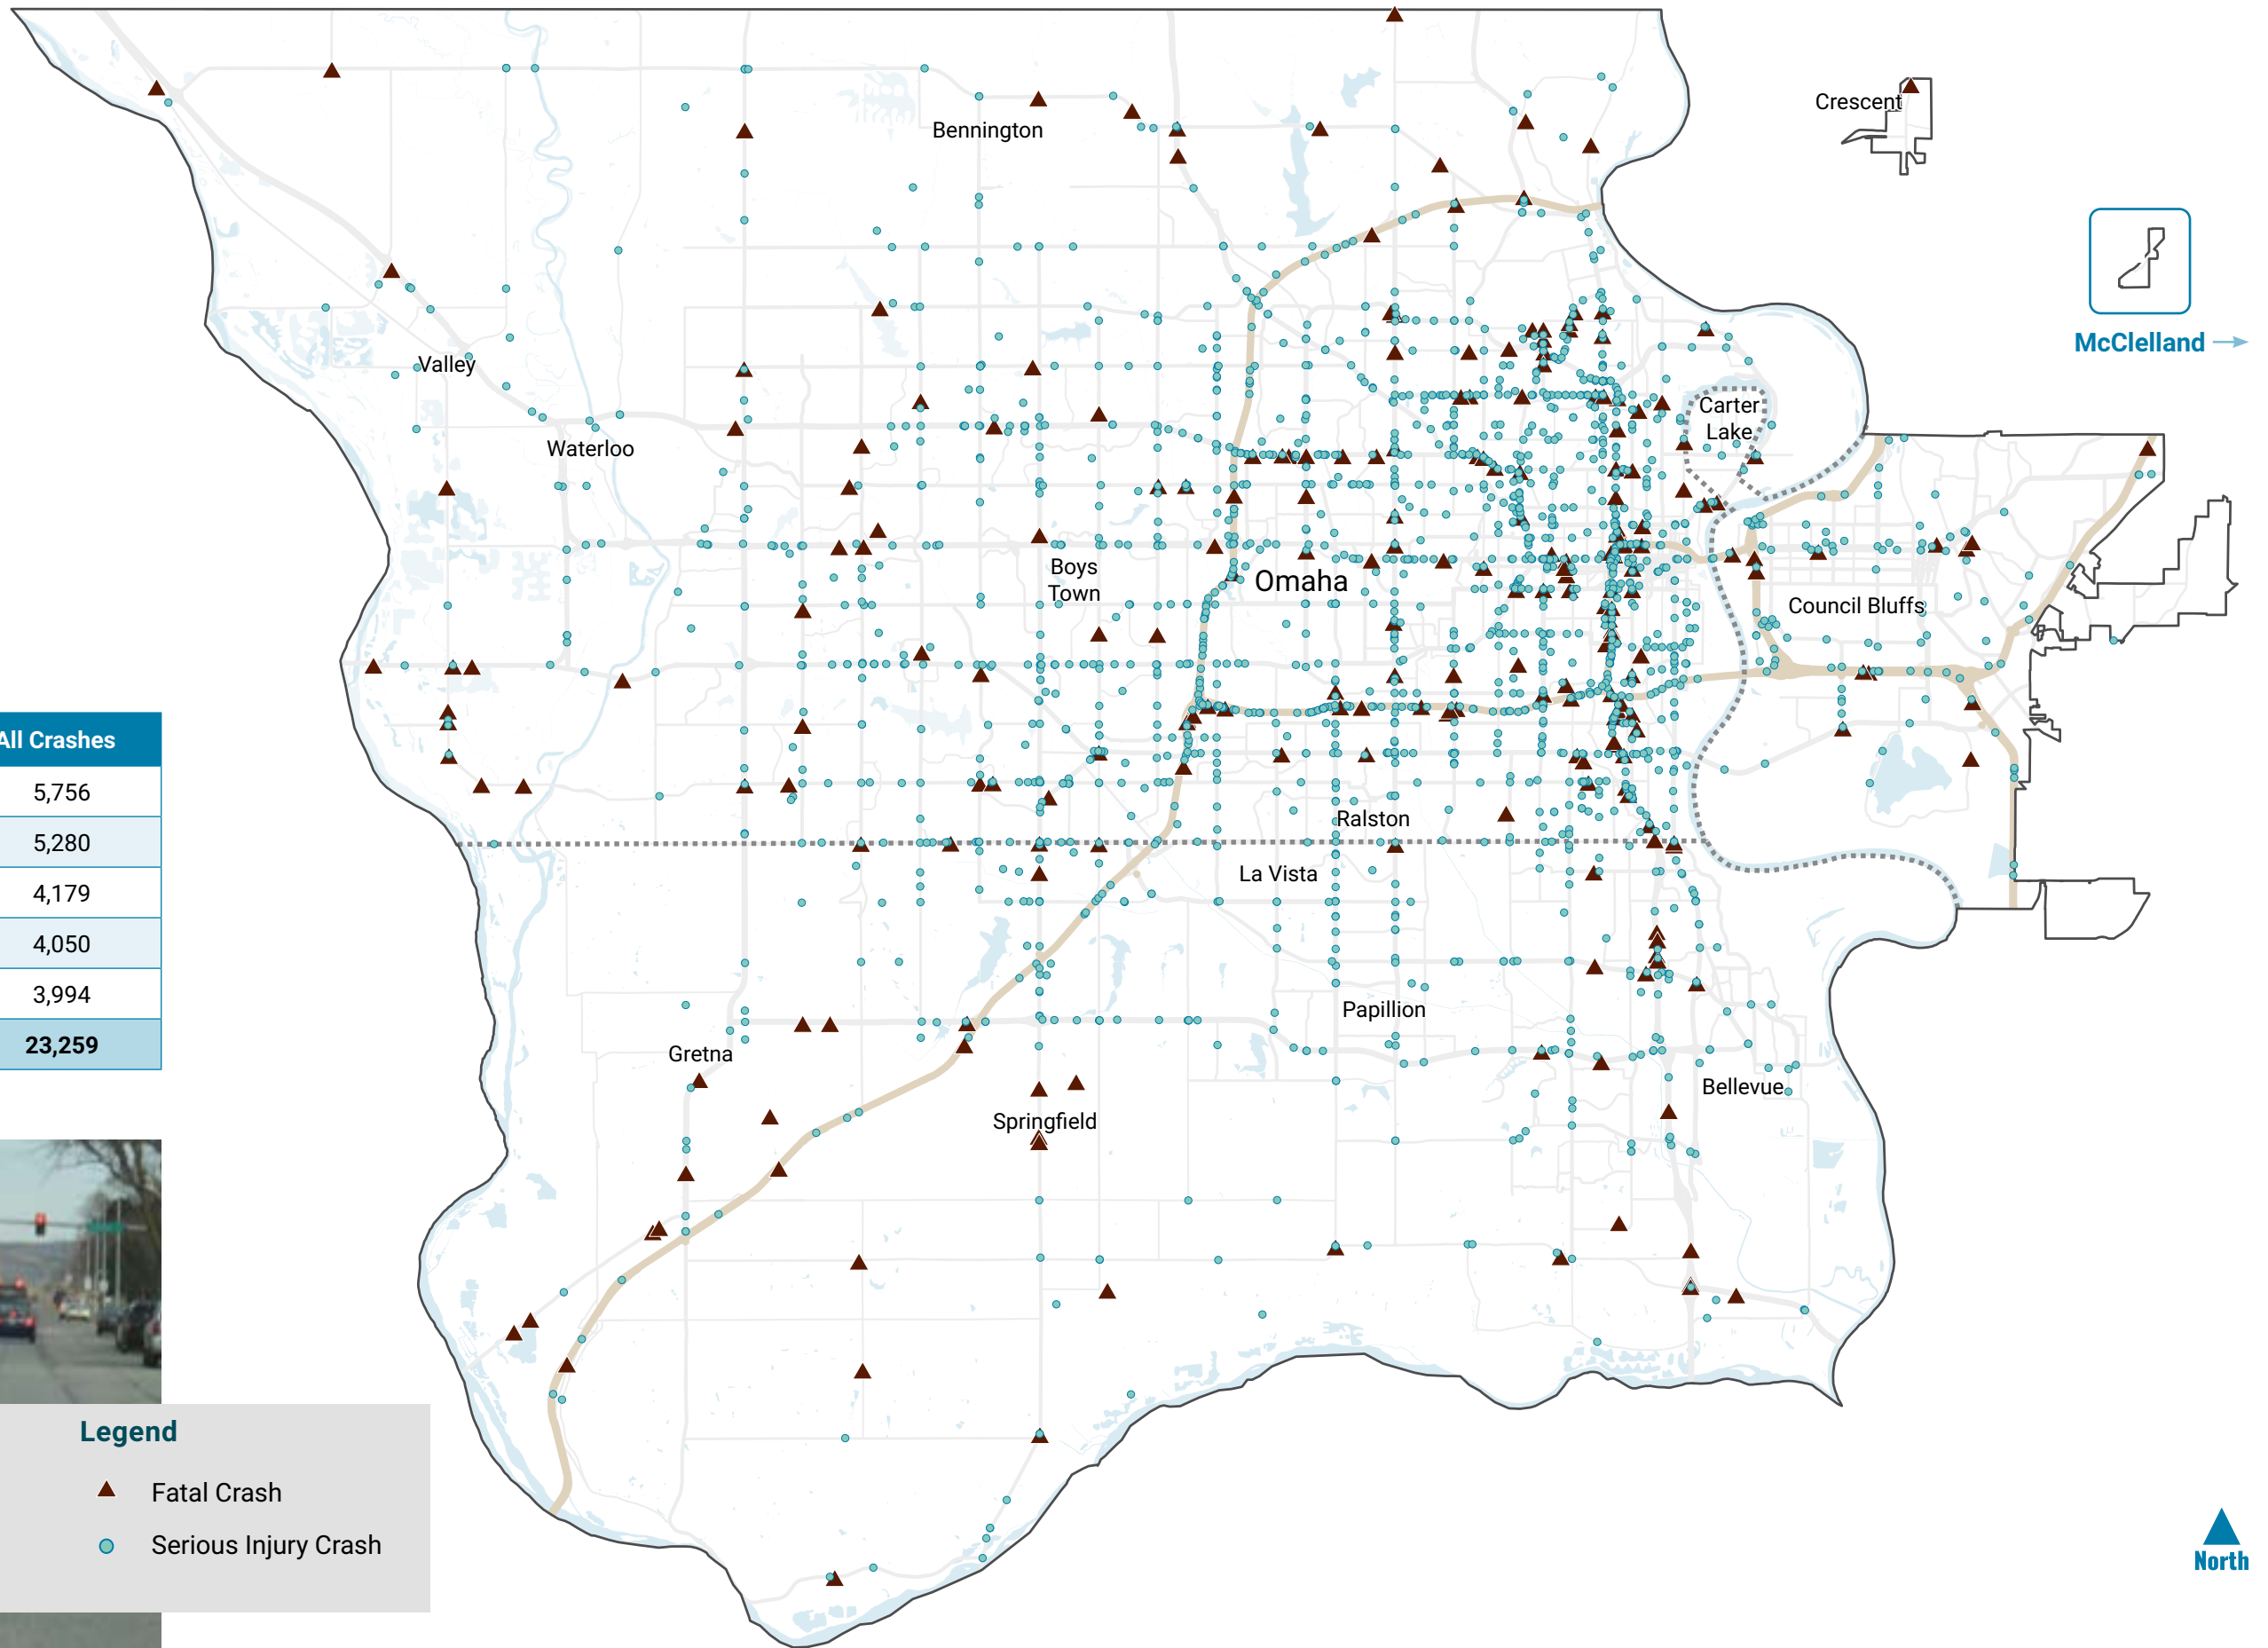 Crescent
Bennington
McClelland
Valley
Carter
Lake
Waterloo
Boys
Town
Omaha
Council Bluffs
All Crashes
5,756
5,280
4,179
4,050
3,994
23,259
Ralston
La Vista
Papillion
Gretna
Bellevue
Springfield
Legend
Fatal Crash
Serious Injury Crash
North